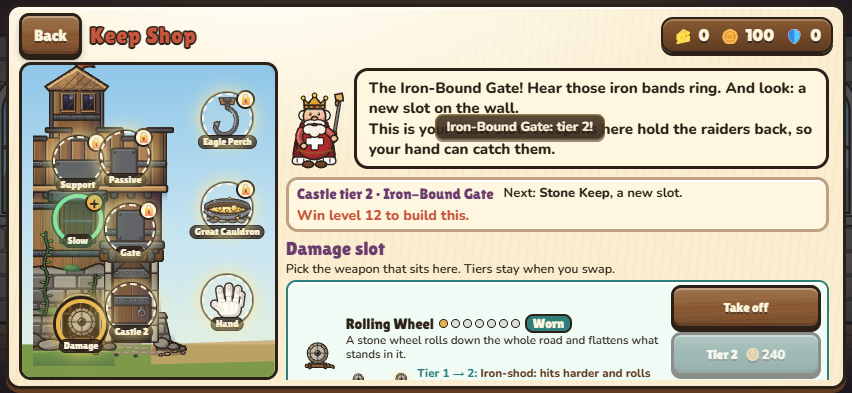 Back
Keep Shop
0
100
0
Eagle Perch
Support
Passive
Slow
Gate
Great Cauldron
Damage
Castle 2
Hand
The Iron-Bound Gate! Hear those iron bands ring. And look: a
new slot on the wall.
This is you
here hold the raiders back, so
your hand can catch them.
Iron-Bound Gate: tier 2!
Castle tier 2 · Iron-Bound Gate Next: Stone Keep, a new slot.
Win level 12 to build this.
Damage slot
Pick the weapon that sits here. Tiers stay when you swap.
Rolling Wheel
Worn
A stone wheel rolls down the whole road and flattens what
stands in it.
Tier 1 → 2: Iron-shod: hits harder and rolls
Take off
Tier 2 240